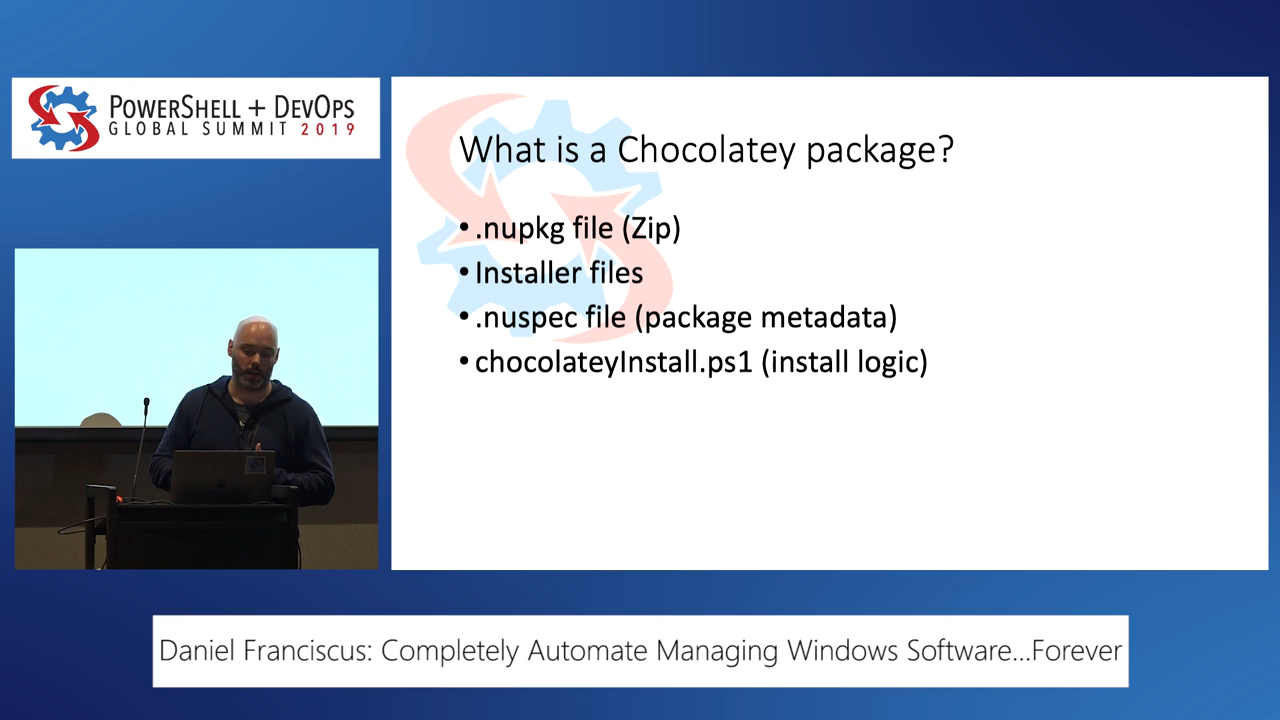 POWERSHELL + DEVOPS
GLOBAL SUMMIT 2019
What is a Chocolatey package?
• .nupkg file (Zip)
• Installer files
• .nuspec file (package metadata)
• chocolateyInstall.ps1 (install logic)
Daniel Franciscus: Completely Automate Managing Windows Software...Forever